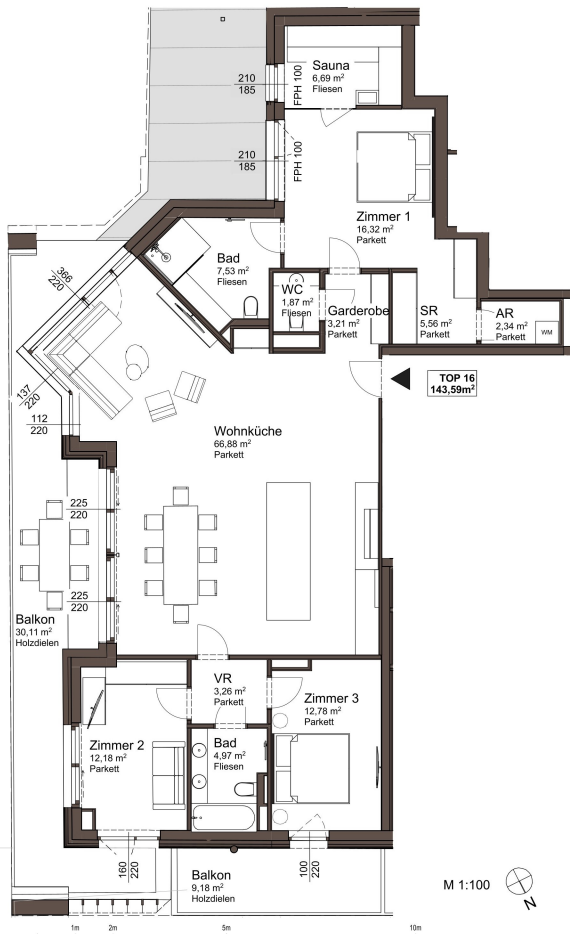 Sauna
6,69 m²
Fliesen
210
185
FPH 100
210
185
FPH 100
Zimmer 1
16,32 m²
Parkett
Bad
7,53 m²
Fliesen
366
220
WC
1,87 m²
Fliesen
Garderobe
3,21 m²
Parkett
SR
5,56 m²
Parkett
AR
2,34 m²
Parkett
WM
TOP 16
143,59m²
137
220
112
220
Wohnküche
66,88 m²
Parkett
225
220
225
220
Balkon
30,11 m²
Holzdielen
VR
3,26 m²
Parkett
Zimmer 3
12,78 m²
Parkett
Zimmer 2
12,18 m²
Parkett
Bad
4,97 m²
Fliesen
160
220
100
220
Balkon
9,18 m²
Holzdielen
M 1:100
N
1m
2m
5m
10m